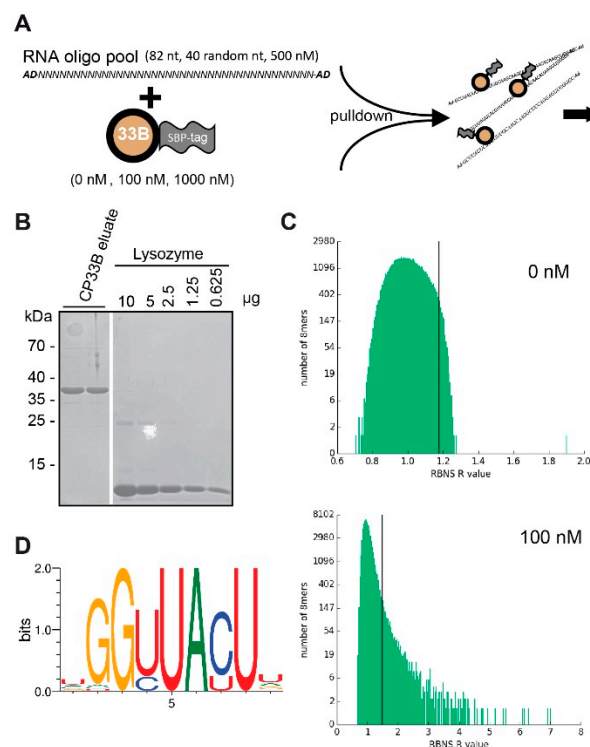 A
RNA oligo pool (82 nt, 40 random nt, 500 nM)
+
33B
SBP-tag
(0 nM, 100 nM, 1000 nM)
pulldown
B
CP33B eluate
Lysozyme
10 5 2.5 1.25 0.625 µg
kDa
70 -
40 -
35 -
25 -
15 -
C
0 nM
number of 8mers
2980
1096
402
147
54
19
6
2
0
0.6 0.8 1.0 1.2 1.4 1.6 1.8 2.0
RBNS R value
100 nM
number of 8mers
8102
2980
1096
402
147
54
19
6
2
0
0 1 2 3 4 5 6 7 8
RBNS R value
D
bits
2.0
1.0
0.0
GGUUACU
C U
5